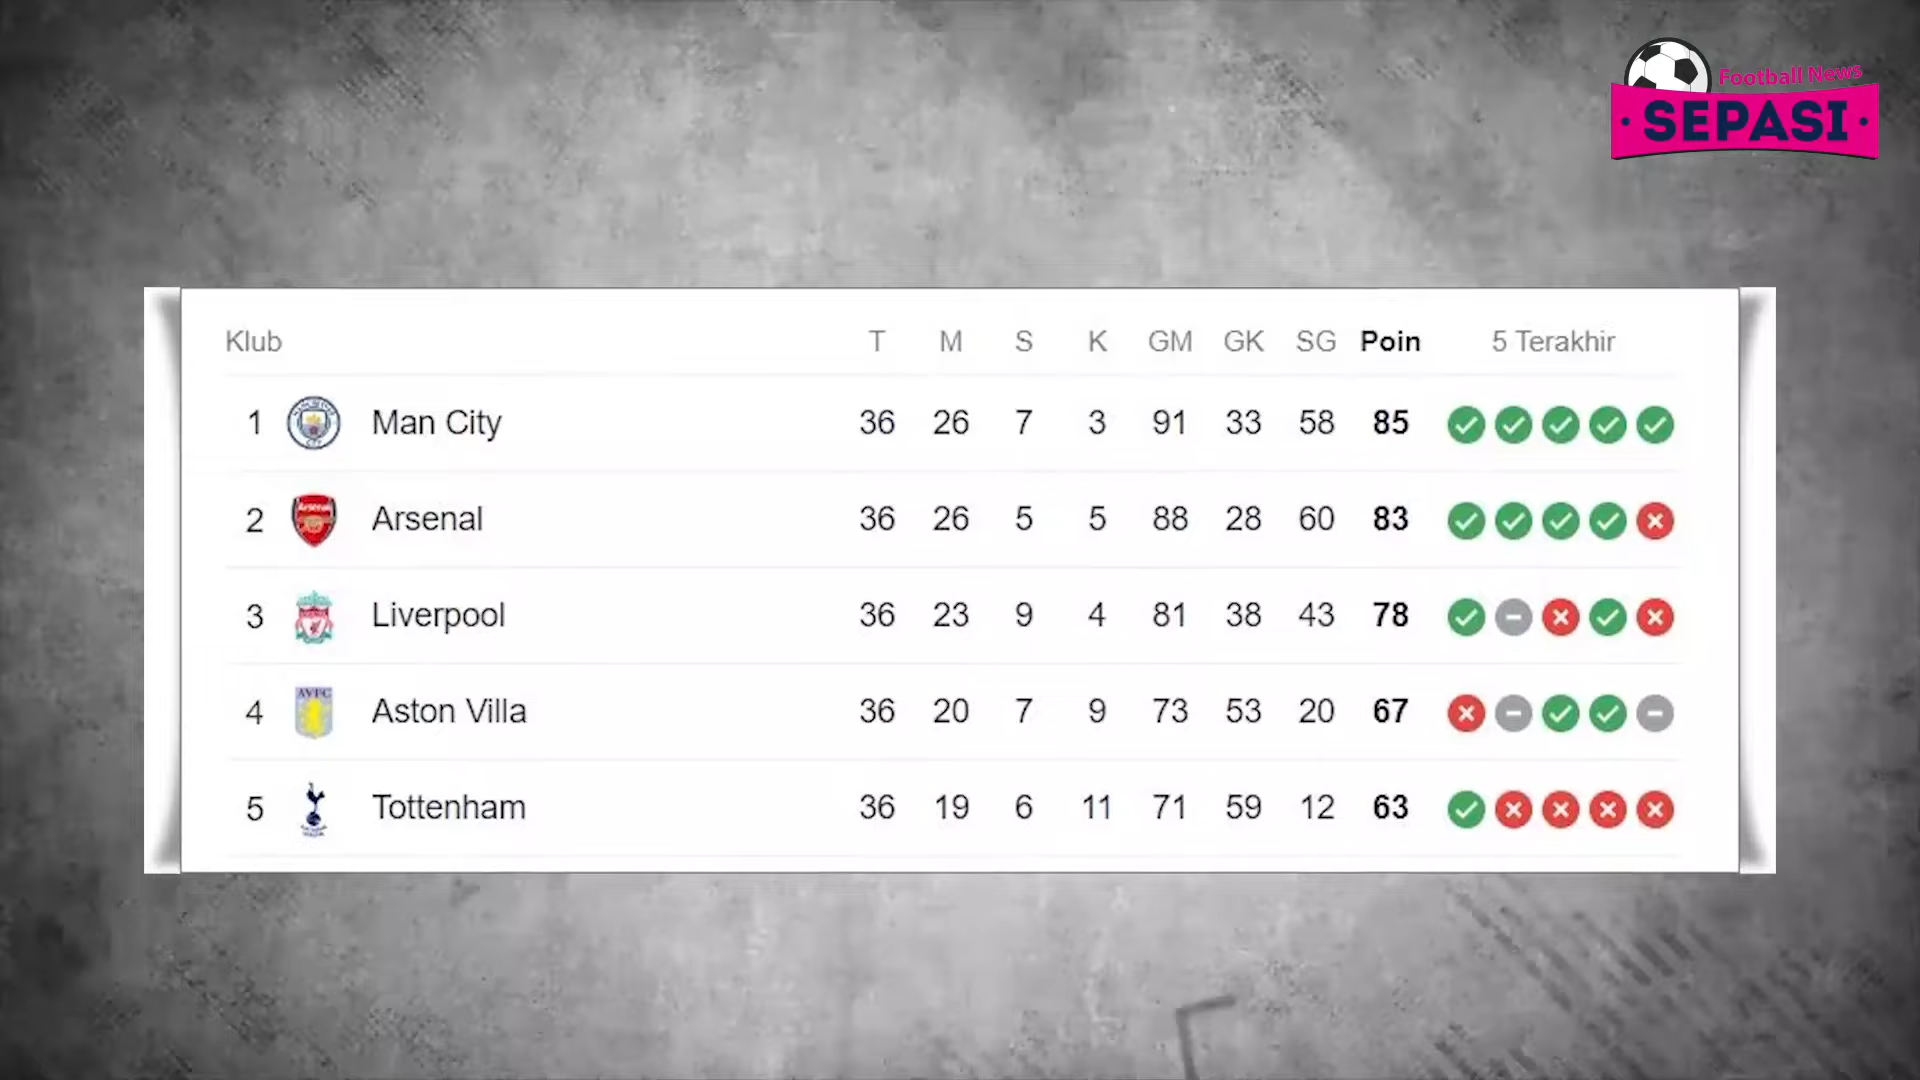 Football News
SEPASI
Klub T M S K GM GK SG Poin 5 Terakhir
1 Man City 36 26 7 3 91 33 58 85
2 Arsenal 36 26 5 5 88 28 60 83
3 Liverpool 36 23 9 4 81 38 43 78
4 AVFC Aston Villa 36 20 7 9 73 53 20 67
5 Tottenham 36 19 6 11 71 59 12 63